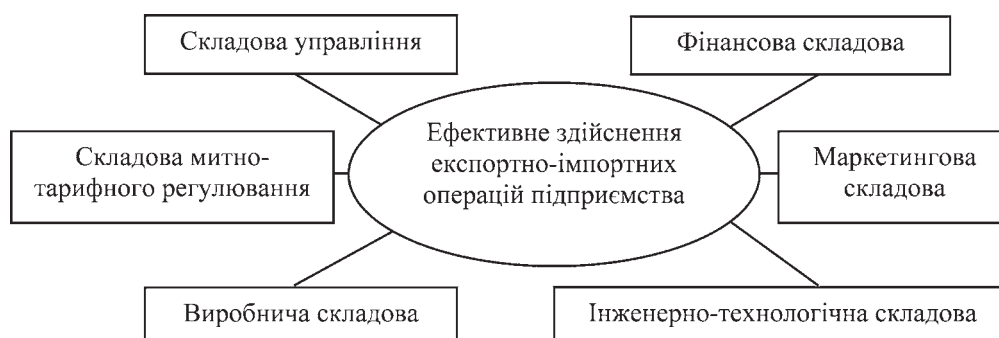 Складова управління
Фінансова складова
Ефективне здійснення
експортно-імпортних
операцій підприємства
Складова митно-
тарифного регулювання
Маркетингова
складова
Виробнича складова
Інженерно-технологічна складова